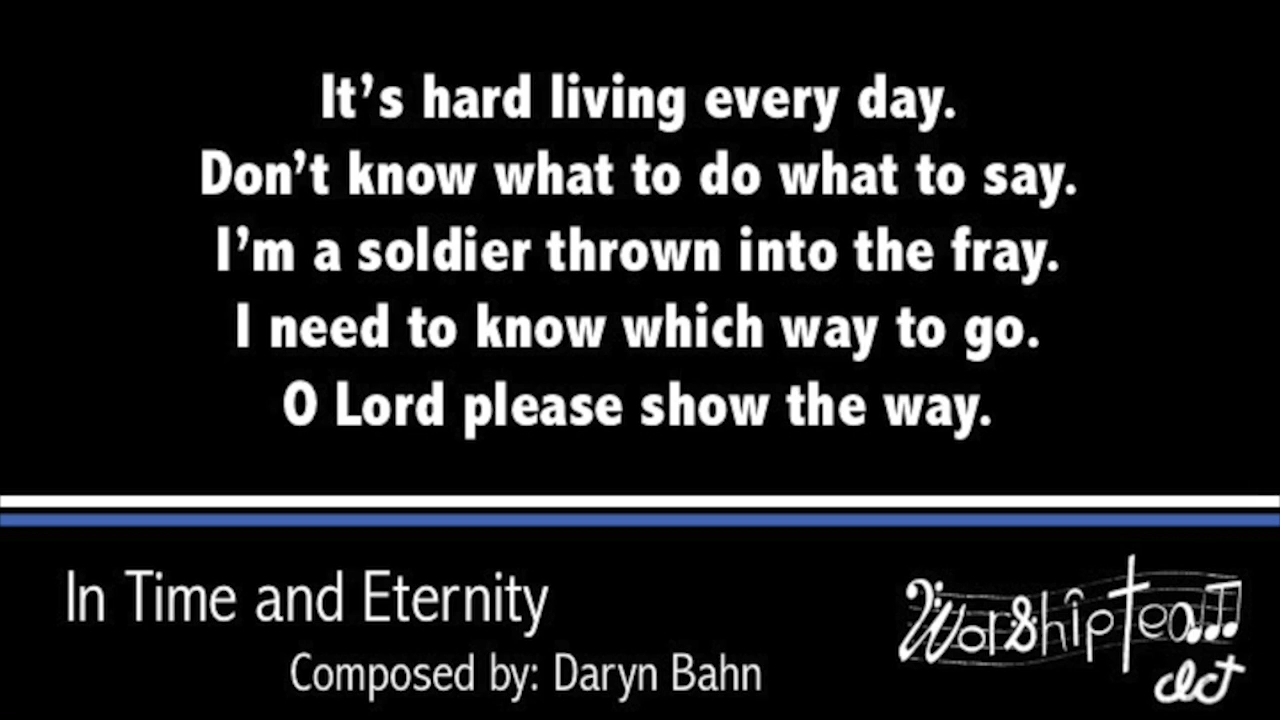 It's hard living every day.
Don't know what to do what to say.
I'm a soldier thrown into the fray.
I need to know which way to go.
O Lord please show the way.
In Time and Eternity
Composed by: Daryn Bahn
Worship Team